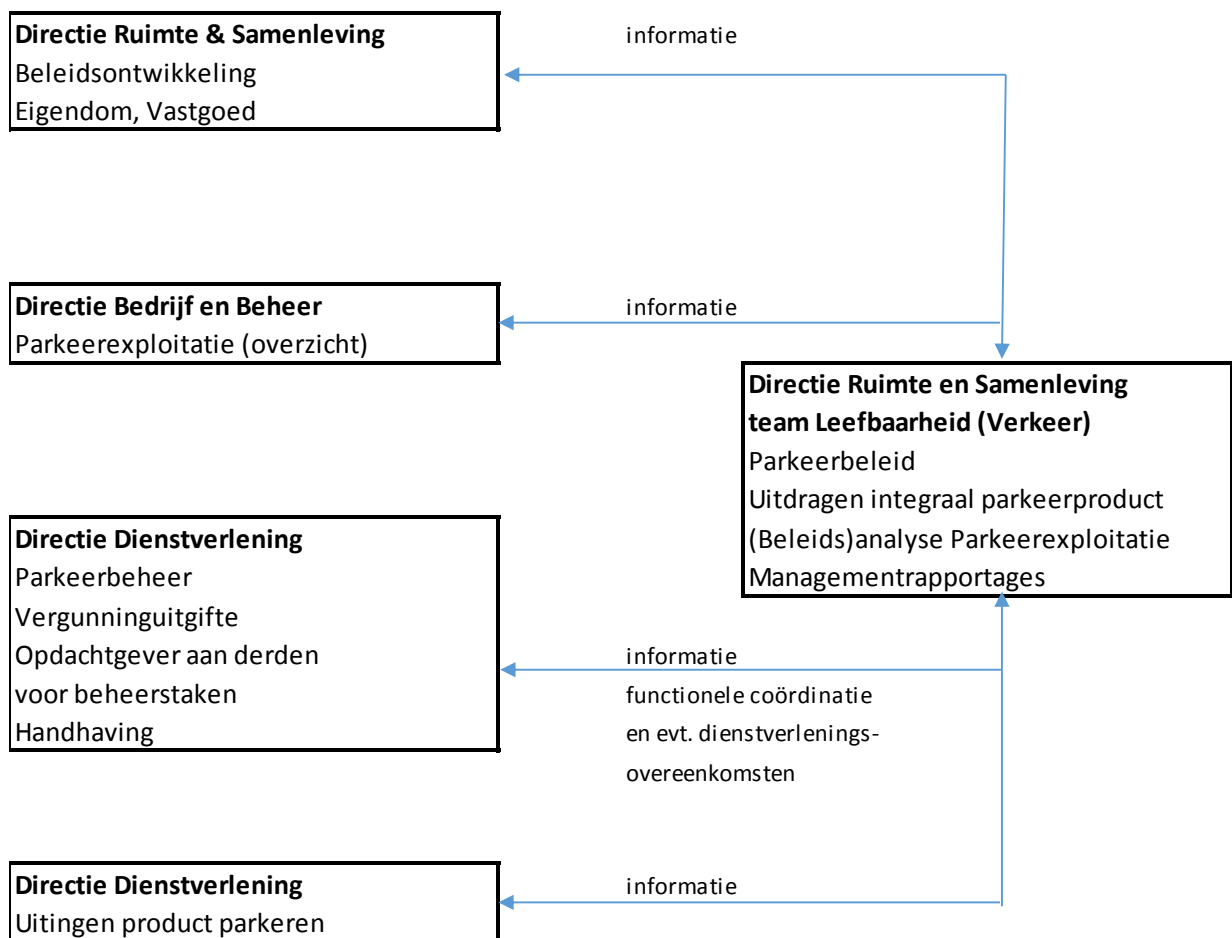 Directie Ruimte & Samenleving
Beleidsontwikkeling
Eigendom, Vastgoed
informatie
Directie Bedrijf en Beheer
Parkeerexploitatie (overzicht)
informatie
Directie Ruimte en Samenleving
team Leefbaarheid (Verkeer)
Parkeerbeleid
Uitdragen integraal parkeerproduct
(Beleids)analyse Parkeerexploitatie
Managementrapportages
Directie Dienstverlening
Parkeerbeheer
Vergunninguitgifte
Opdachtgever aan derden
voor beheerstaken
Handhaving
informatie
functionele coördinatie
en evt. dienstverlenings-
overeenkomsten
Directie Dienstverlening
Uitingen product parkeren
informatie